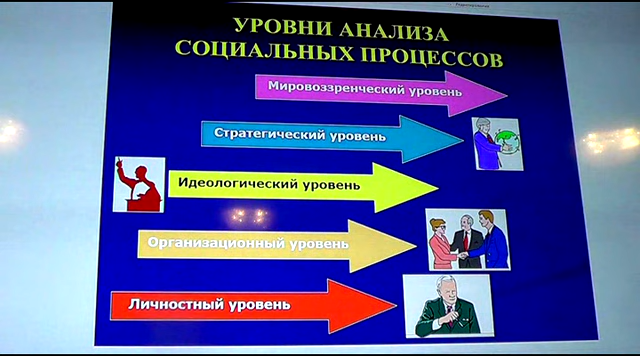 УРОВНИ АНАЛИЗА
СОЦИАЛЬНЫХ ПРОЦЕССОВ
Мировоззренческий уровень
Стратегический уровень
Идеологический уровень
Организационный уровень
Личностный уровень